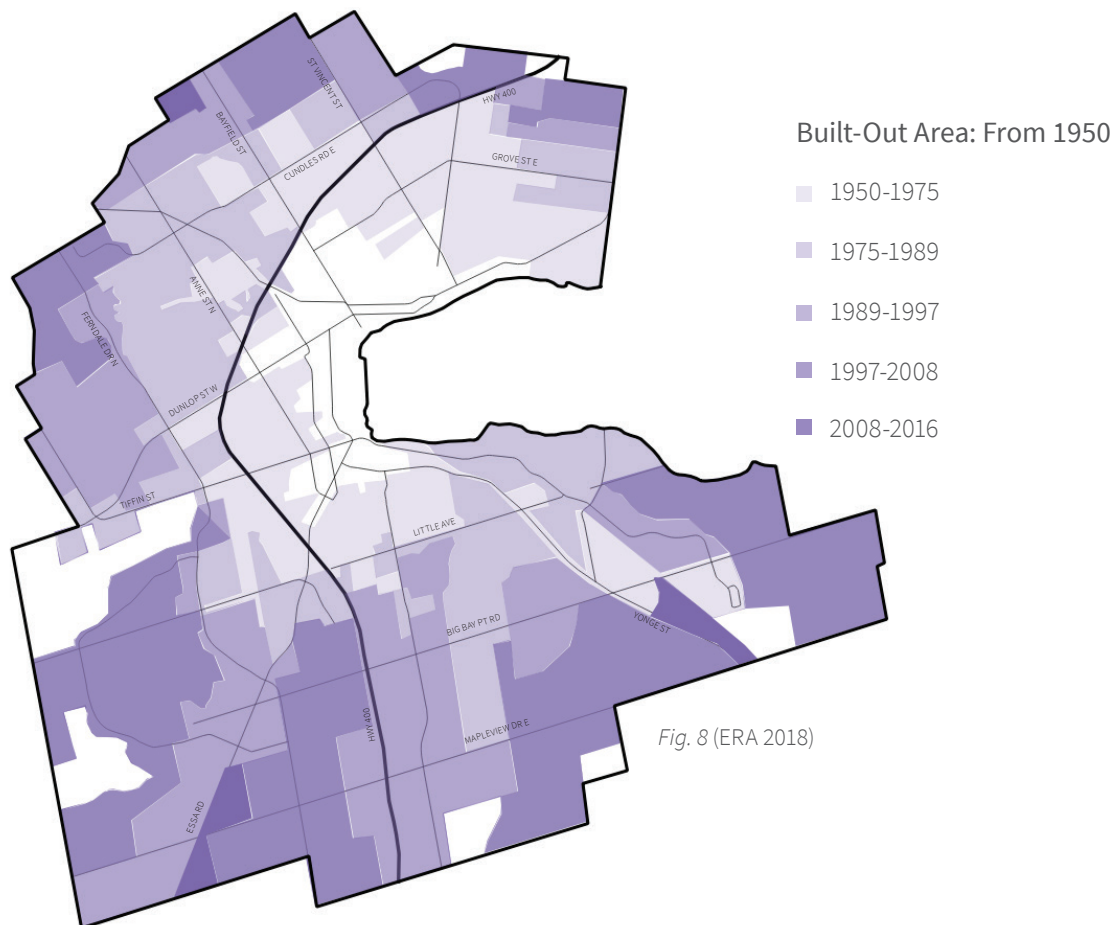 Built-Out Area: From 1950
1950-1975
1975-1989
1989-1997
1997-2008
2008-2016
ST VINCENT ST
BAYFIELD ST
HWY 400
CUNDLES RD E
GROVE ST E
ANNE ST N
FERNDALE DR N
DUNLOP ST W
TIFFIN ST
LITTLE AVE
BIG BAY PT RD
YONGE ST
HWY 400
MAPLEVIEW DR E
ESSA RD
Fig. 8 (ERA 2018)